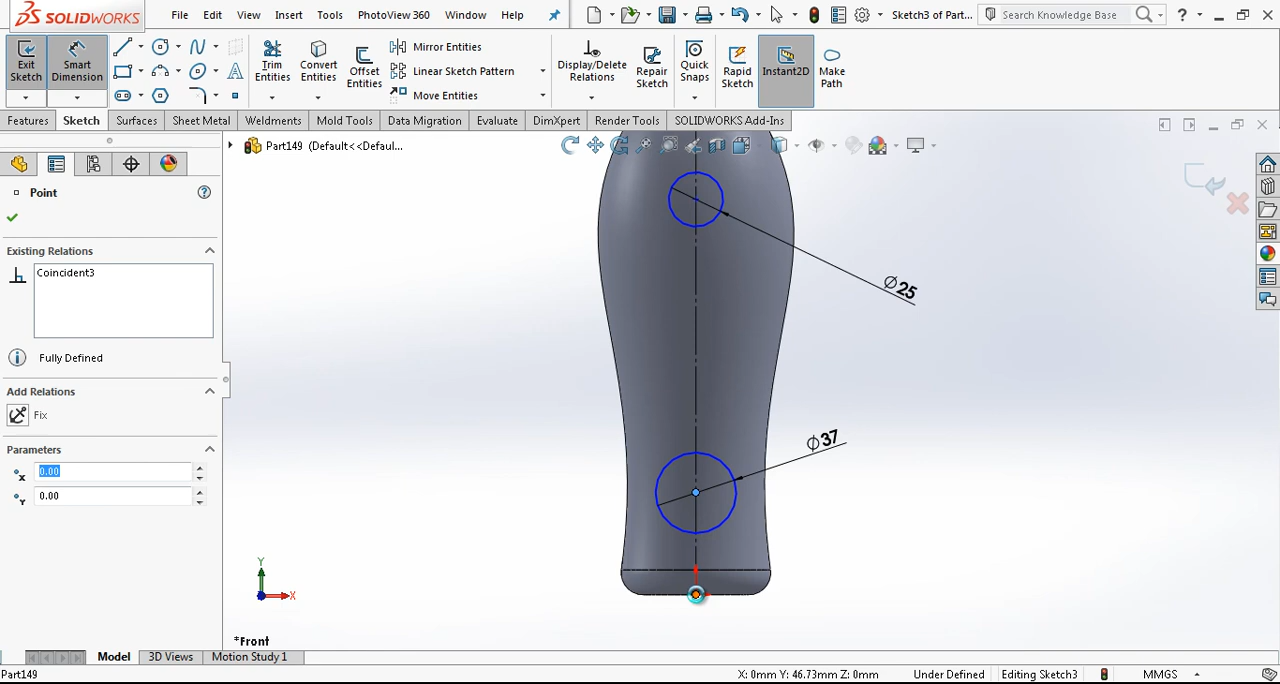 SOLIDWORKS File Edit View Insert Tools PhotoView 360 Window Help Sketch3 of Part... Search Knowledge Base ?
Exit Sketch
Smart Dimension
Trim Entities
Convert Entities
Offset Entities
Mirror Entities
Linear Sketch Pattern
Move Entities
Display/Delete Relations
Repair Sketch
Quick Snaps
Rapid Sketch
Instant2D
Make Path
Features Sketch Surfaces Sheet Metal Weldments Mold Tools Data Migration Evaluate DimXpert Render Tools SOLIDWORKS Add-Ins
Part149 (Default<<Defaul...
Point ?
Existing Relations
Coincident3
Fully Defined
Add Relations
Fix
Parameters
x 0.00
Y 0.00
Ø25
Ø37
Y
X
*Front
Model 3D Views Motion Study 1
Part149 X: 0mm Y: 46.73mm Z: 0mm Under Defined Editing Sketch3 MMGS